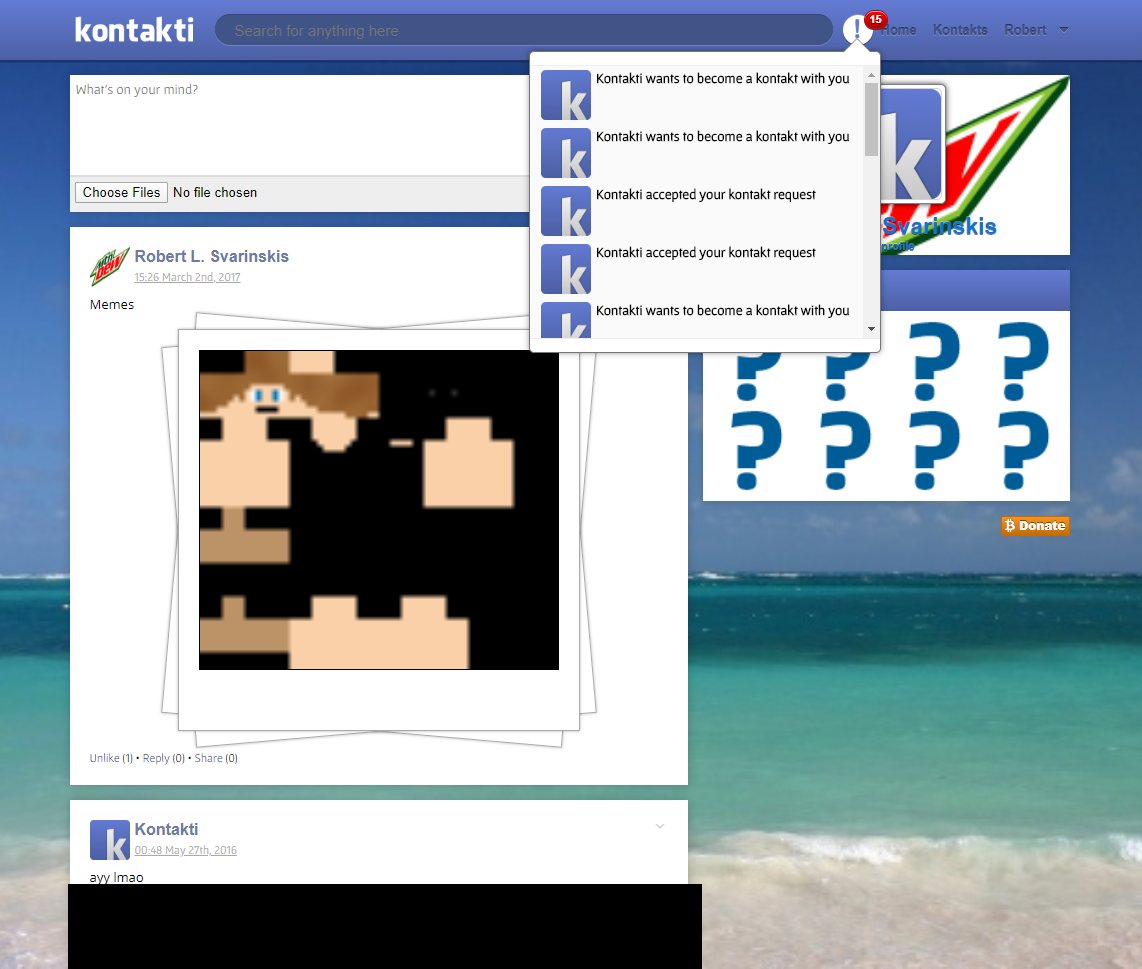 kontakti
Search for anything here
15
Home
Kontakts
Robert
What's on your mind?
Choose Files No file chosen
Kontakti wants to become a kontakt with you
Kontakti wants to become a kontakt with you
Kontakti accepted your kontakt request
Kontakti accepted your kontakt request
Kontakti wants to become a kontakt with you
Svarinskis
profile
Robert L. Svarinskis
15:26 March 2nd, 2017
Memes
? ? ? ?
? ? ? ?
Donate
Unlike (1) • Reply (0) • Share (0)
Kontakti
00:48 May 27th, 2016
ayy lmao